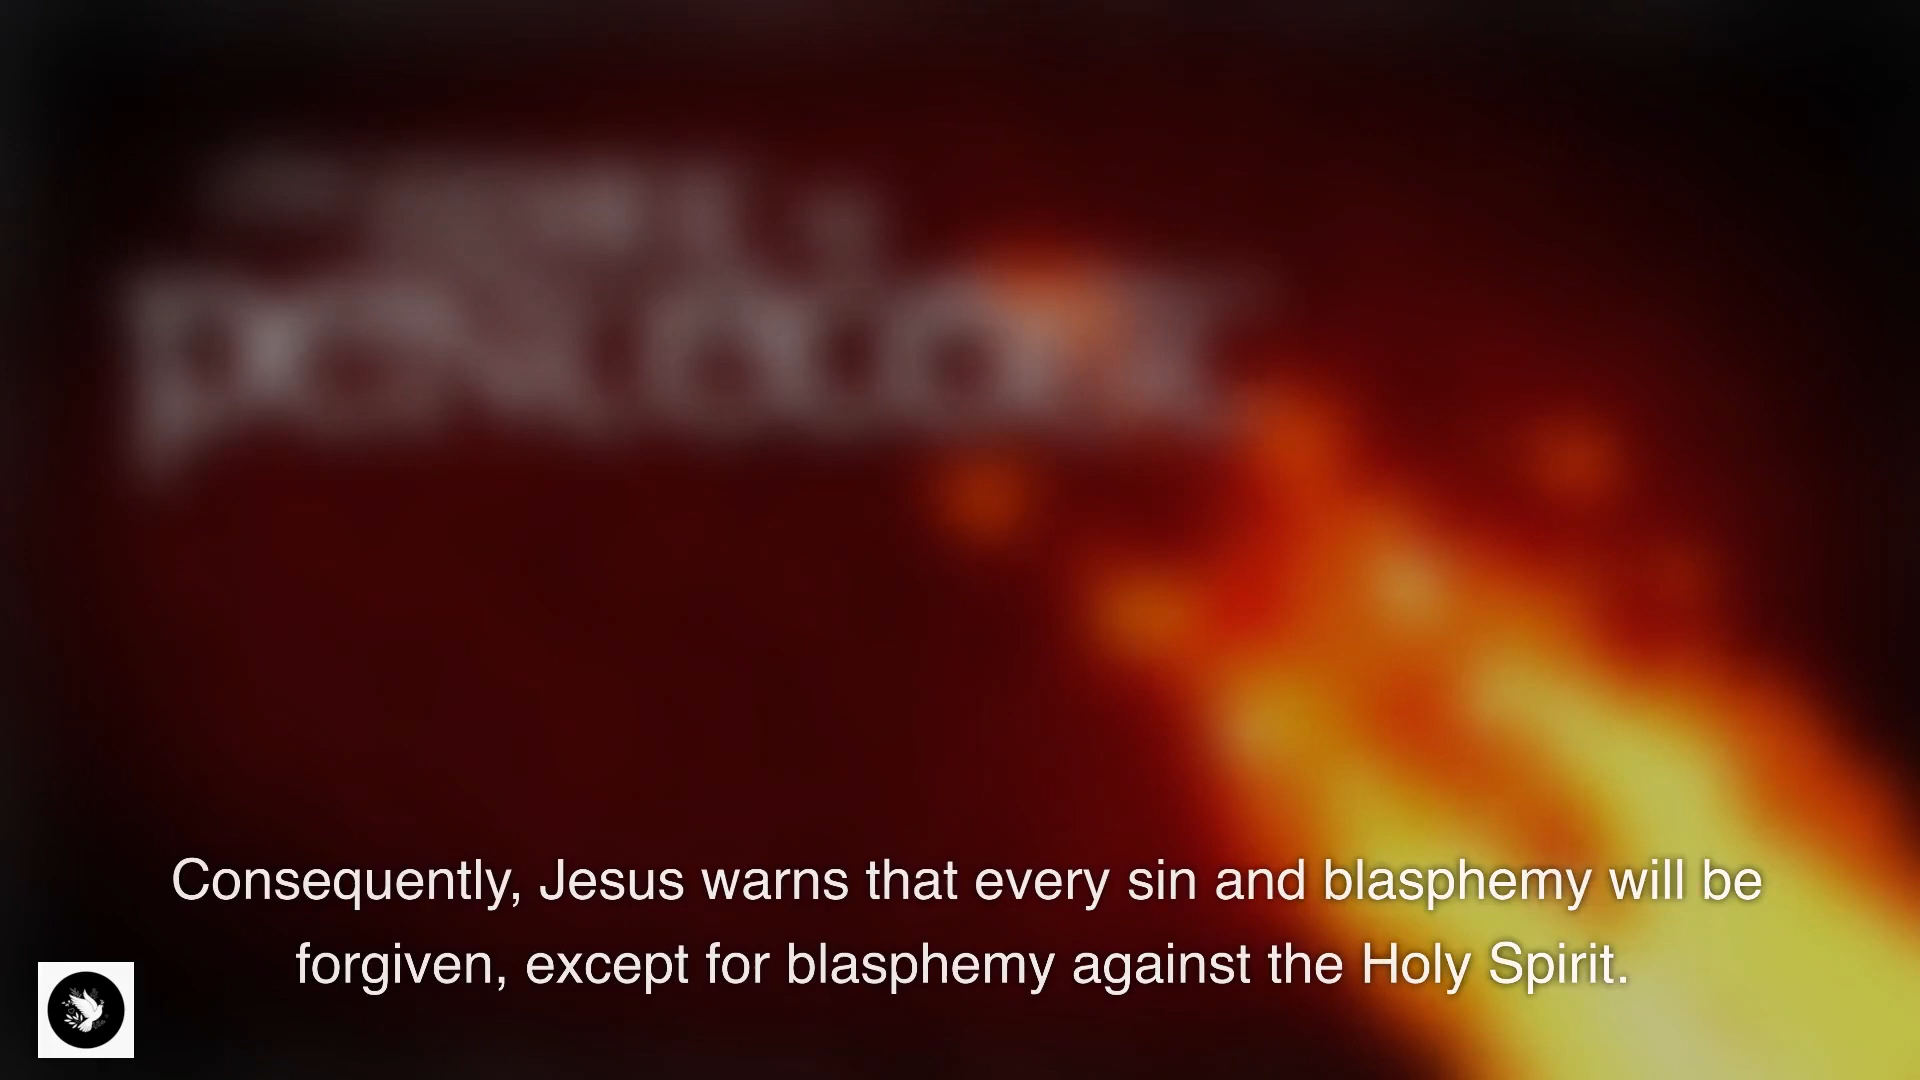 Consequently, Jesus warns that every sin and blasphemy will be
forgiven, except for blasphemy against the Holy Spirit.